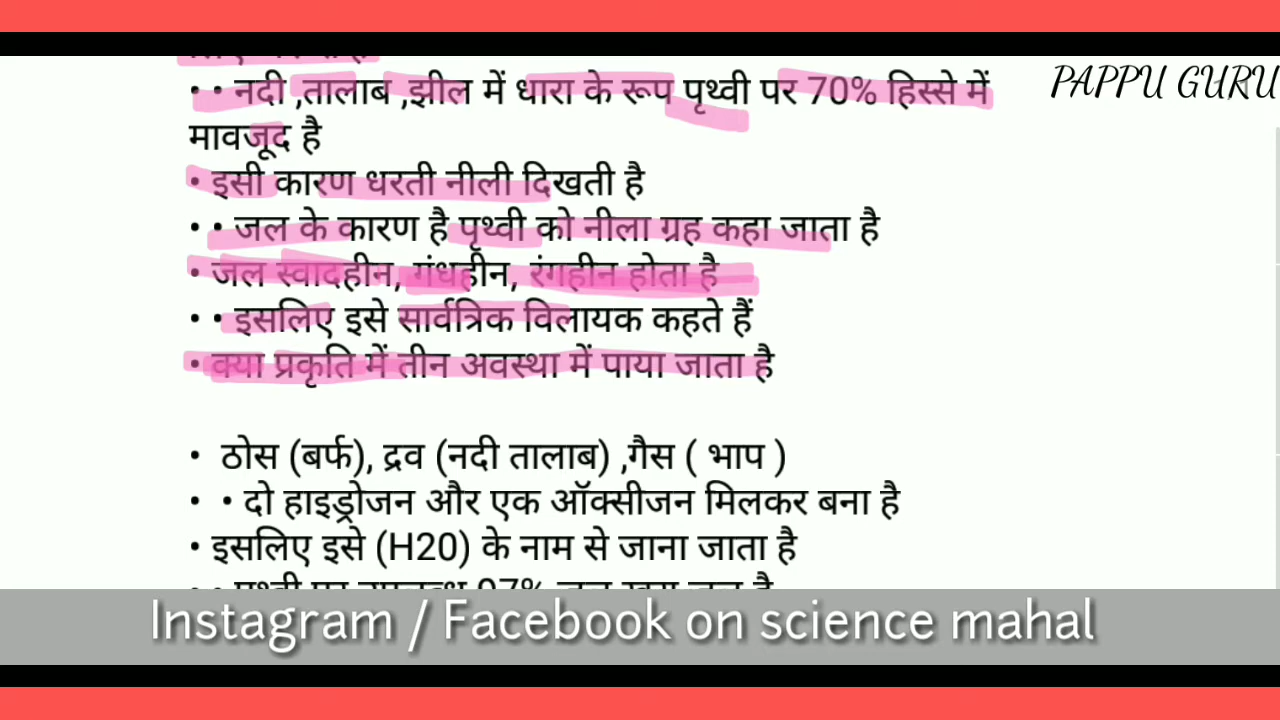 • • नदी ,तालाब ,झील में धारा के रूप पृथ्वी पर 70% हिस्से में
PAPPU GURU
मावजूद है
• इसी कारण धरती नीली दिखती है
• • जल के कारण है पृथ्वी को नीला ग्रह कहा जाता है
• जल स्वादहीन, गंधहीन, रंगहीन होता है
• • इसलिए इसे सार्वत्रिक विलायक कहते हैं
• क्या प्रकृति में तीन अवस्था में पाया जाता है
• ठोस (बर्फ), द्रव (नदी तालाब) ,गैस ( भाप )
• • दो हाइड्रोजन और एक ऑक्सीजन मिलकर बना है
• इसलिए इसे (H20) के नाम से जाना जाता है
Instagram / Facebook on science mahal